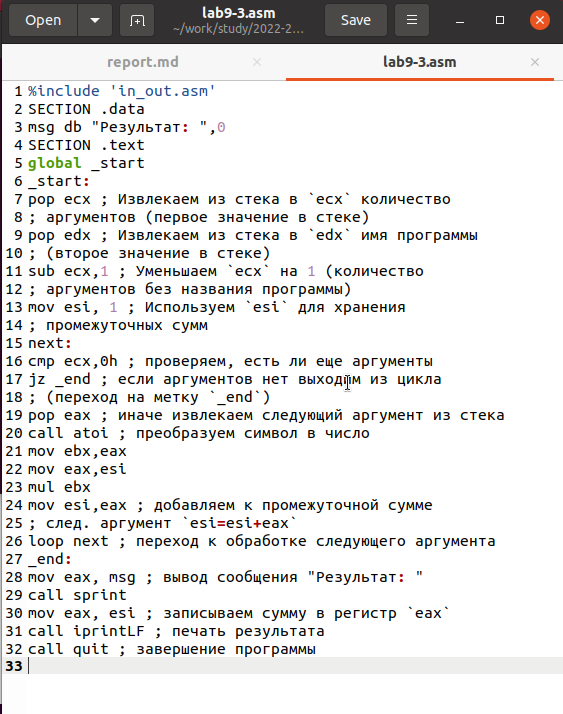 Open
lab9-3.asm
~/work/study/2022-2...
Save
report.md
lab9-3.asm
1 %include 'in_out.asm'
2 SECTION .data
3 msg db "Результат: ",0
4 SECTION .text
5 global _start
6 _start:
7 pop ecx ; Извлекаем из стека в `ecx` количество
8 ; аргументов (первое значение в стеке)
9 pop edx ; Извлекаем из стека в `edx` имя программы
10 ; (второе значение в стеке)
11 sub ecx,1 ; Уменьшаем `ecx` на 1 (количество
12 ; аргументов без названия программы)
13 mov esi, 1 ; Используем `esi` для хранения
14 ; промежуточных сумм
15 next:
16 cmp ecx,0h ; проверяем, есть ли еще аргументы
17 jz _end ; если аргументов нет выходим из цикла
18 ; (переход на метку `_end`)
19 pop eax ; иначе извлекаем следующий аргумент из стека
20 call atoi ; преобразуем символ в число
21 mov ebx,eax
22 mov eax,esi
23 mul ebx
24 mov esi,eax ; добавляем к промежуточной сумме
25 ; след. аргумент `esi=esi+eax`
26 loop next ; переход к обработке следующего аргумента
27 _end:
28 mov eax, msg ; вывод сообщения "Результат: "
29 call sprint
30 mov eax, esi ; записываем сумму в регистр `eax`
31 call iprintLF ; печать результата
32 call quit ; завершение программы
33